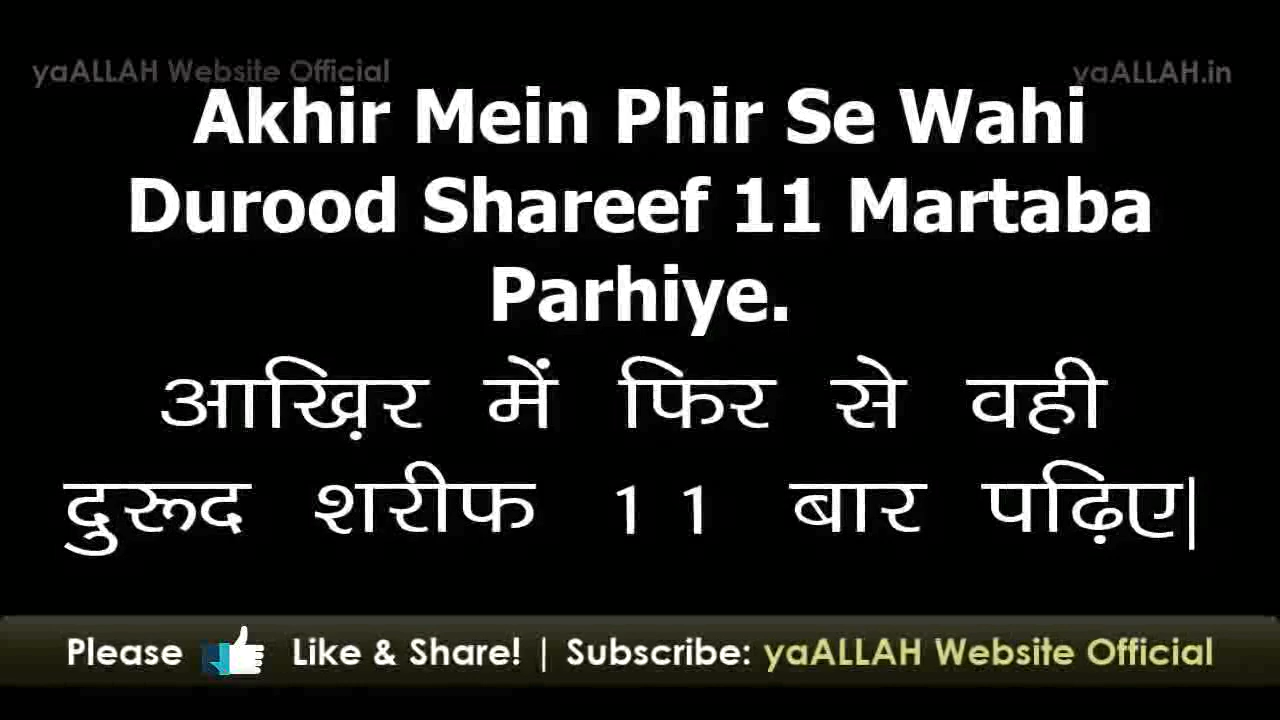 yaALLAH Website Official
yaALLAH.in
Akhir Mein Phir Se Wahi
Durood Shareef 11 Martaba
Parhiye.
आख़िर में फिर से वही
दुरूद शरीफ 11 बार पढ़िए|
Please Like & Share! | Subscribe: yaALLAH Website Official